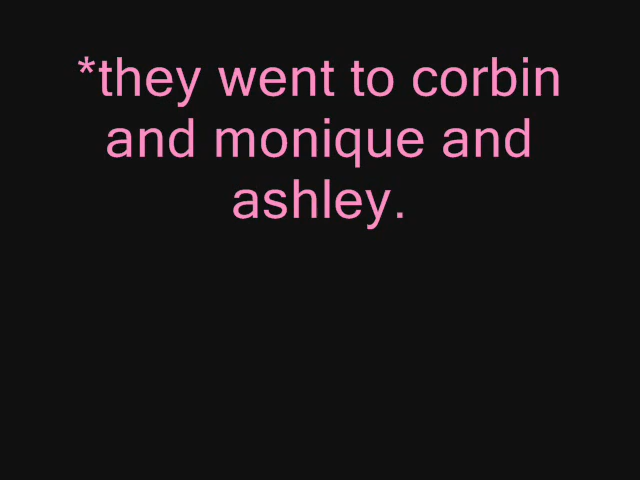 *they went to corbin
and monique and
ashley.